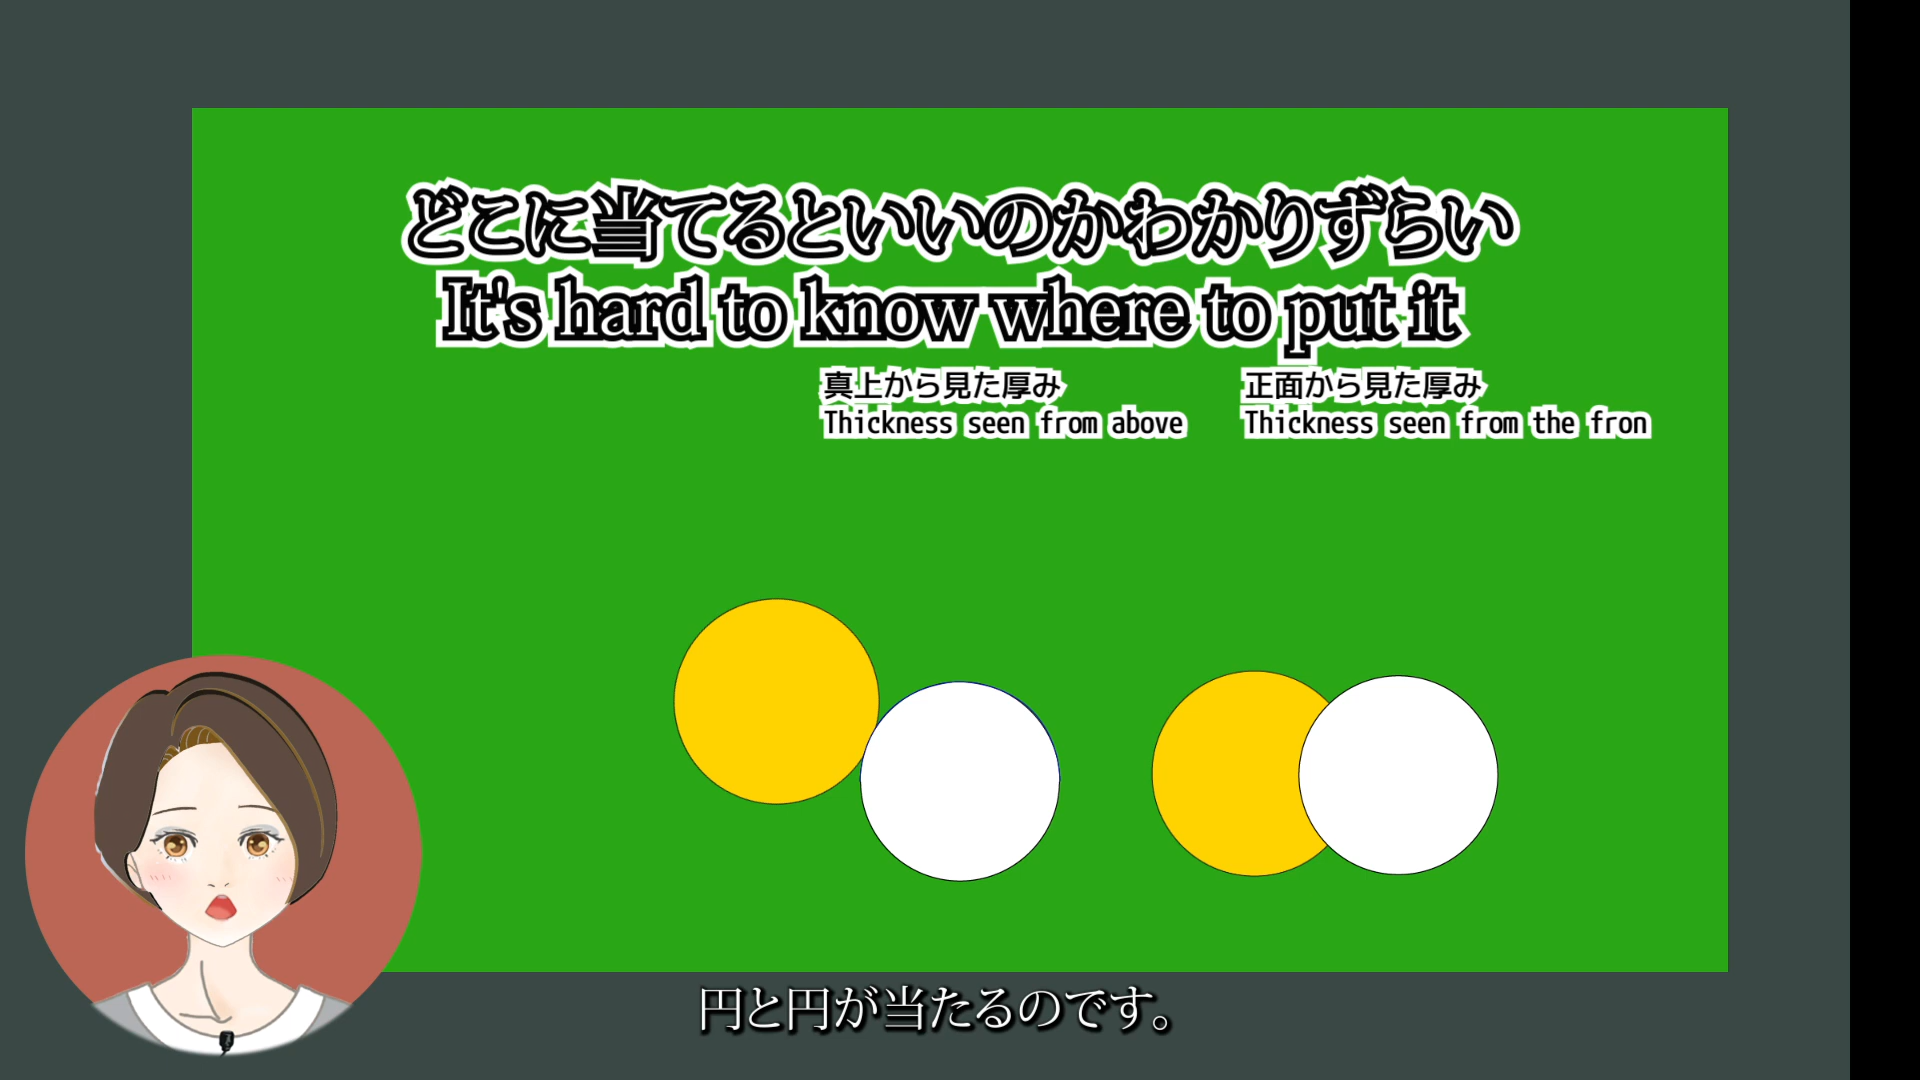 どこに当てるといいのかわかりずらい
It's hard to know where to put it
真上から見た厚み
Thickness seen from above
正面から見た厚み
Thickness seen from the fron
円と円が当たるのです。